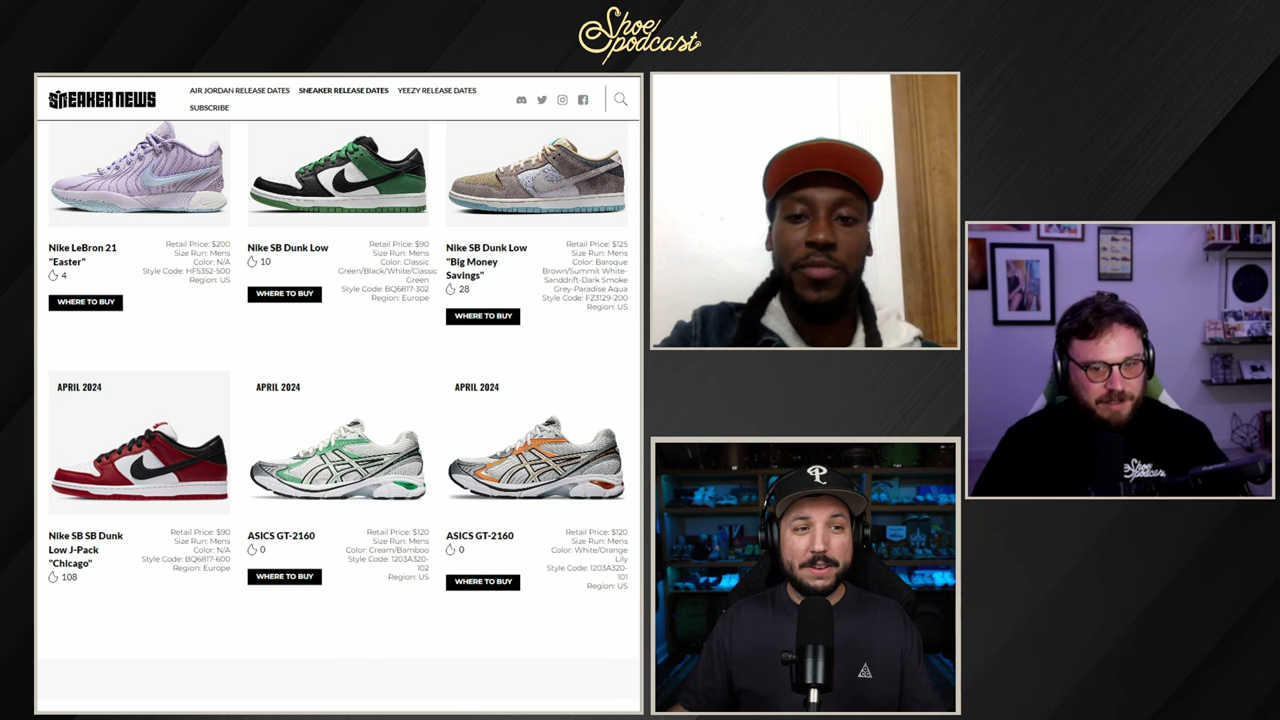 Shoe
podcast
SNEAKER NEWS
AIR JORDAN RELEASE DATES
SNEAKER RELEASE DATES
YEEZY RELEASE DATES
SUBSCRIBE
Nike LeBron 21
"Easter"
4
WHERE TO BUY
Retail Price: $200
Size Run: Mens
Color: N/A
Style Code: HF5352-500
Region: US
Nike SB Dunk Low
10
WHERE TO BUY
Retail Price: $90
Size Run: Mens
Color: Classic
Green/Black/White/Classic
Green
Style Code: BQ6817-302
Region: Europe
Nike SB Dunk Low
"Big Money
Savings"
28
WHERE TO BUY
Retail Price: $125
Size Run: Mens
Color: Baroque
Brown/Summit White-
Sanddrift-Dark Smoke
Grey-Paradise Aqua
Style Code: FZ3129-200
Region: US
APRIL 2024
Nike SB SB Dunk
Low J-Pack
"Chicago"
108
Retail Price: $90
Size Run: Mens
Color: N/A
Style Code: BQ6817-600
Region: Europe
APRIL 2024
ASICS GT-2160
0
WHERE TO BUY
Retail Price: $120
Size Run: Mens
Color: Cream/Bamboo
Style Code: 1203A320-
102
Region: US
APRIL 2024
ASICS GT-2160
0
WHERE TO BUY
Retail Price: $120
Size Run: Mens
Color: White/Orange
Lily
Style Code: 1203A320-
101
Region: US
Shoe
podcast